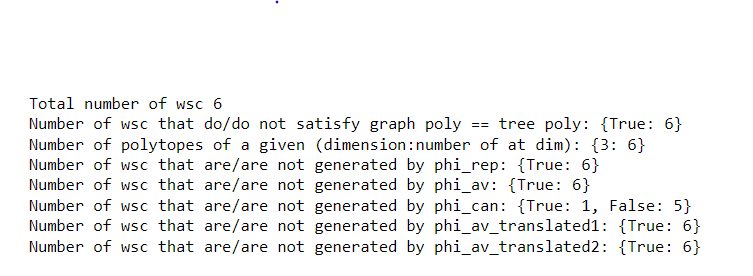 Total number of wsc 6
Number of wsc that do/do not satisfy graph poly == tree poly: {True: 6}
Number of polytopes of a given (dimension:number of at dim): {3: 6}
Number of wsc that are/are not generated by phi_rep: {True: 6}
Number of wsc that are/are not generated by phi_av: {True: 6}
Number of wsc that are/are not generated by phi_can: {True: 1, False: 5}
Number of wsc that are/are not generated by phi_av_translated1: {True: 6}
Number of wsc that are/are not generated by phi_av_translated2: {True: 6}